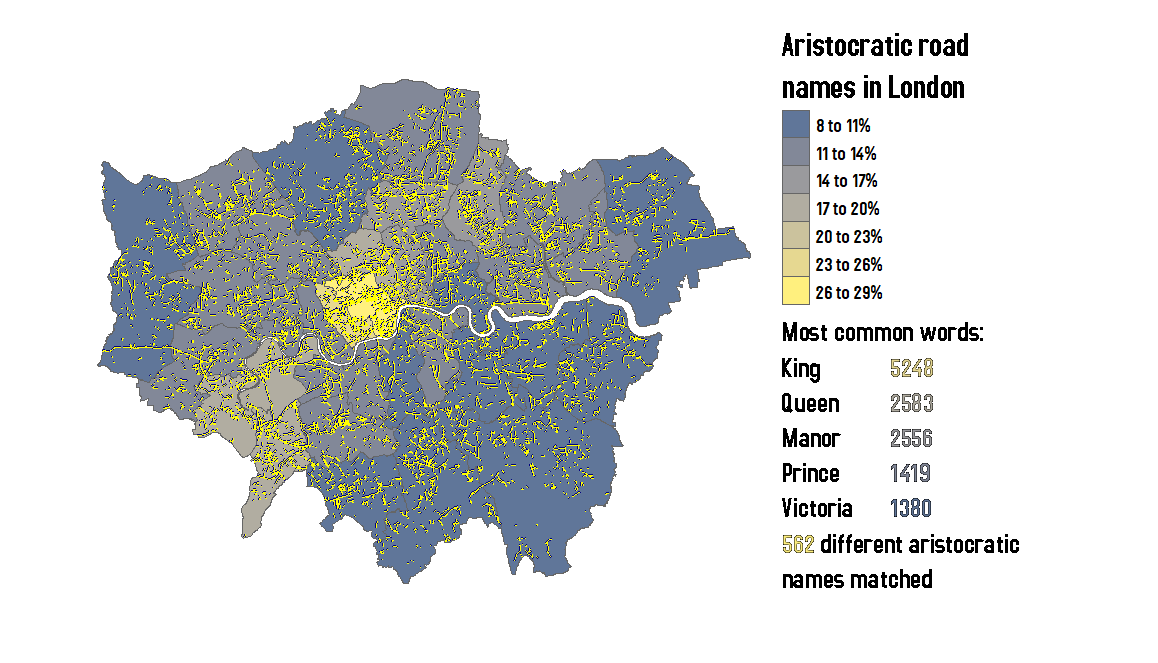 Aristocratic road
names in London
8 to 11%
11 to 14%
14 to 17%
17 to 20%
20 to 23%
23 to 26%
26 to 29%
Most common words:
King 5248
Queen 2583
Manor 2556
Prince 1419
Victoria 1380
562 different aristocratic
names matched